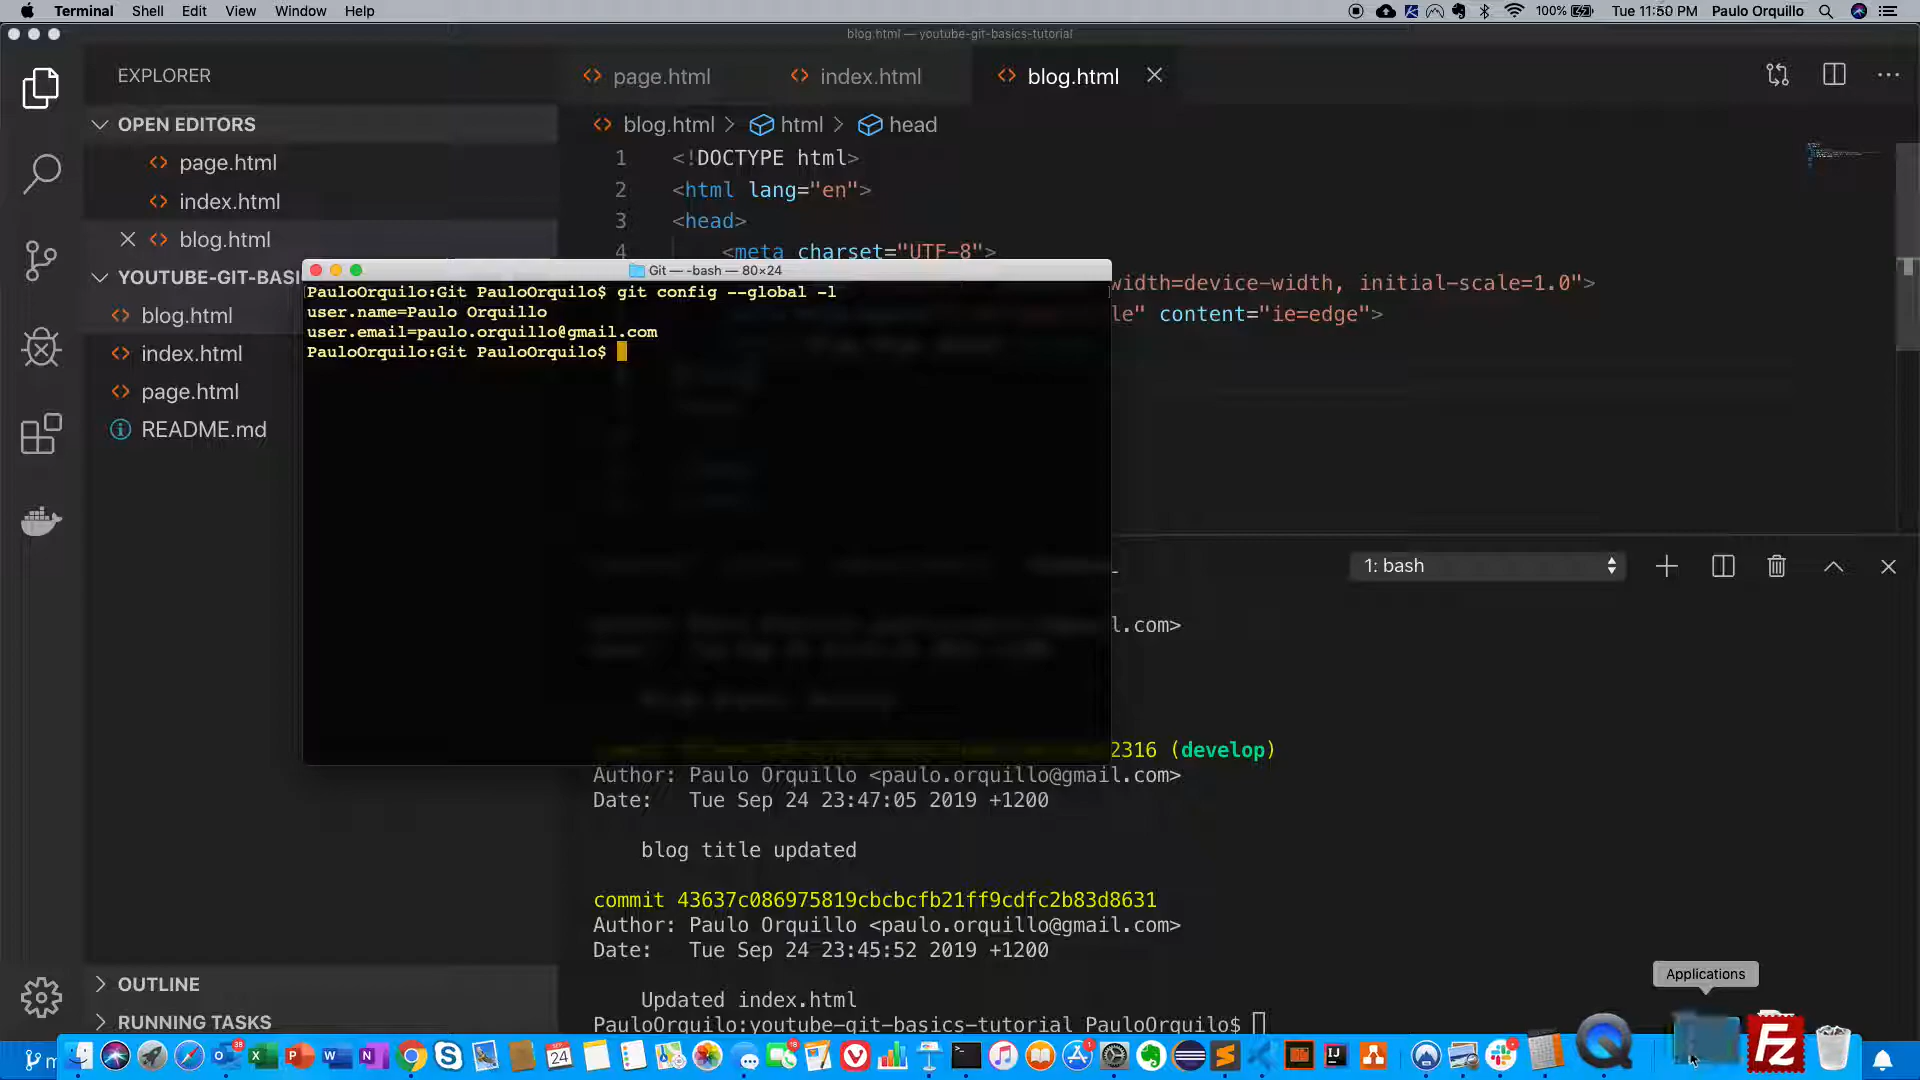 Terminal Shell Edit View Window Help
100% Tue 11:50 PM Paulo Orquillo
blog.html — youtube-git-basics-tutorial
EXPLORER
page.html index.html blog.html
OPEN EDITORS
blog.html > html > head
page.html
index.html
blog.html
YOUTUBE-GIT-BASI
blog.html
index.html
page.html
README.md
1 <!DOCTYPE html>
2 <html lang="en">
3 <head>
4 <meta charset="UTF-8">
width=device-width, initial-scale=1.0">
le" content="ie=edge">
Git — -bash — 80×24
PauloOrquilo:Git PauloOrquilo$ git config --global -l
user.name=Paulo Orquillo
user.email=paulo.orquillo@gmail.com
PauloOrquilo:Git PauloOrquilo$
1: bash
l.com>
2316 (develop)
Author: Paulo Orquillo <paulo.orquillo@gmail.com>
Date: Tue Sep 24 23:47:05 2019 +1200
blog title updated
commit 43637c086975819cbcbcfb21ff9cdfc2b83d8631
Author: Paulo Orquillo <paulo.orquillo@gmail.com>
Date: Tue Sep 24 23:45:52 2019 +1200
Updated index.html
PauloOrquilo:youtube-git-basics-tutorial PauloOrquilo$
OUTLINE
RUNNING TASKS
Applications